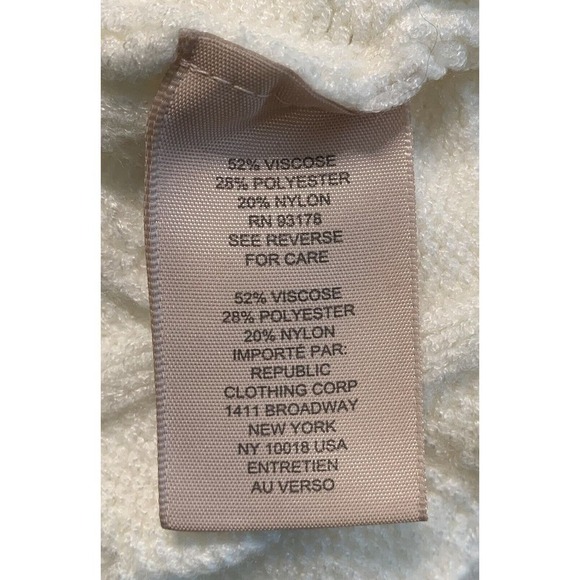 52% VISCOSE
28% POLYESTER
20% NYLON
RN 93178
SEE REVERSE
FOR CARE
52% VISCOSE
28% POLYESTER
20% NYLON
IMPORTÉ PAR:
REPUBLIC
CLOTHING CORP
1411 BROADWAY
NEW YORK
NY 10018 USA
ENTRETIEN
AU VERSO